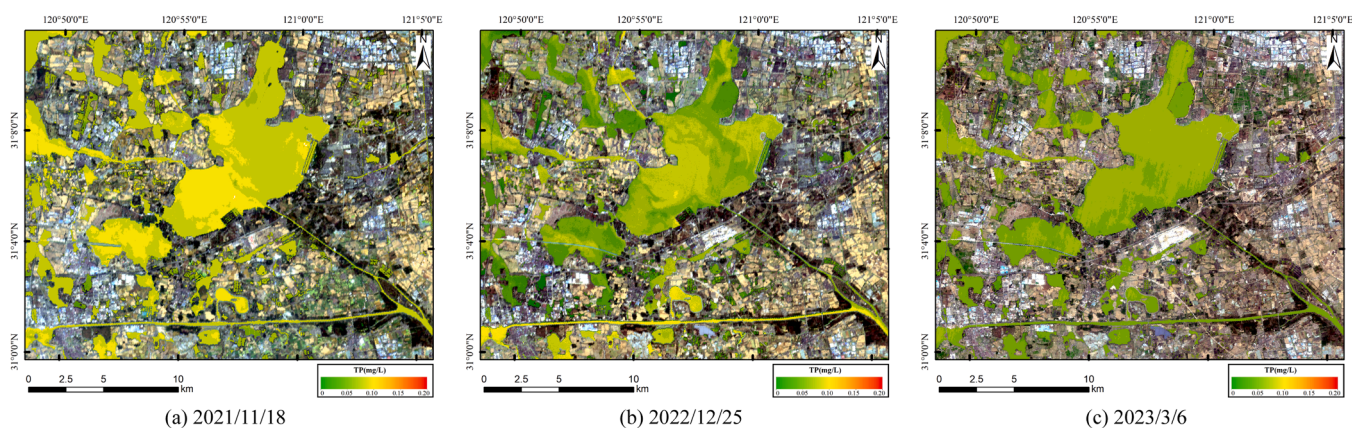 120°50′0″E 120°55′0″E 121°0′0″E 121°5′0″E
31°8′0″N
31°4′0″N
31°0′0″N
N
TP(mg/L)
0.00 0.05 0.10 0.15 0.20
0 2.5 5 10
km
(a) 2021/11/18
120°50′0″E 120°55′0″E 121°0′0″E 121°5′0″E
31°8′0″N
31°4′0″N
31°0′0″N
N
TP(mg/L)
0.00 0.05 0.10 0.15 0.20
0 2.5 5 10
km
(b) 2022/12/25
120°50′0″E 120°55′0″E 121°0′0″E 121°5′0″E
31°8′0″N
31°4′0″N
31°0′0″N
N
TP(mg/L)
0.00 0.05 0.10 0.15 0.20
0 2.5 5 10
km
(c) 2023/3/6